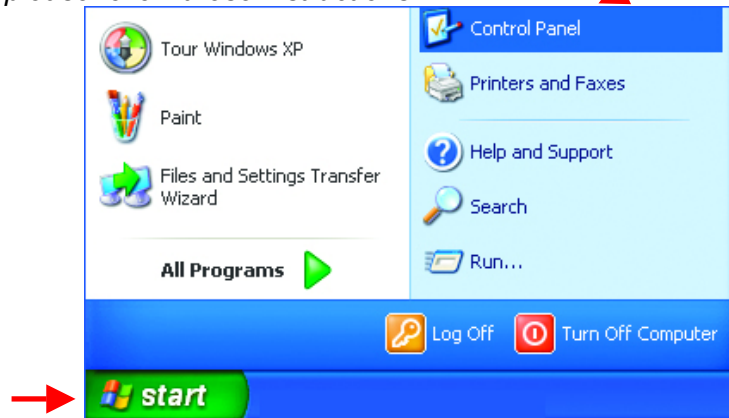 Control Panel
Tour Windows XP
Printers and Faxes
Paint
Help and Support
Files and Settings Transfer
Wizard
Search
All Programs
Run...
Log Off
Turn Off Computer
start